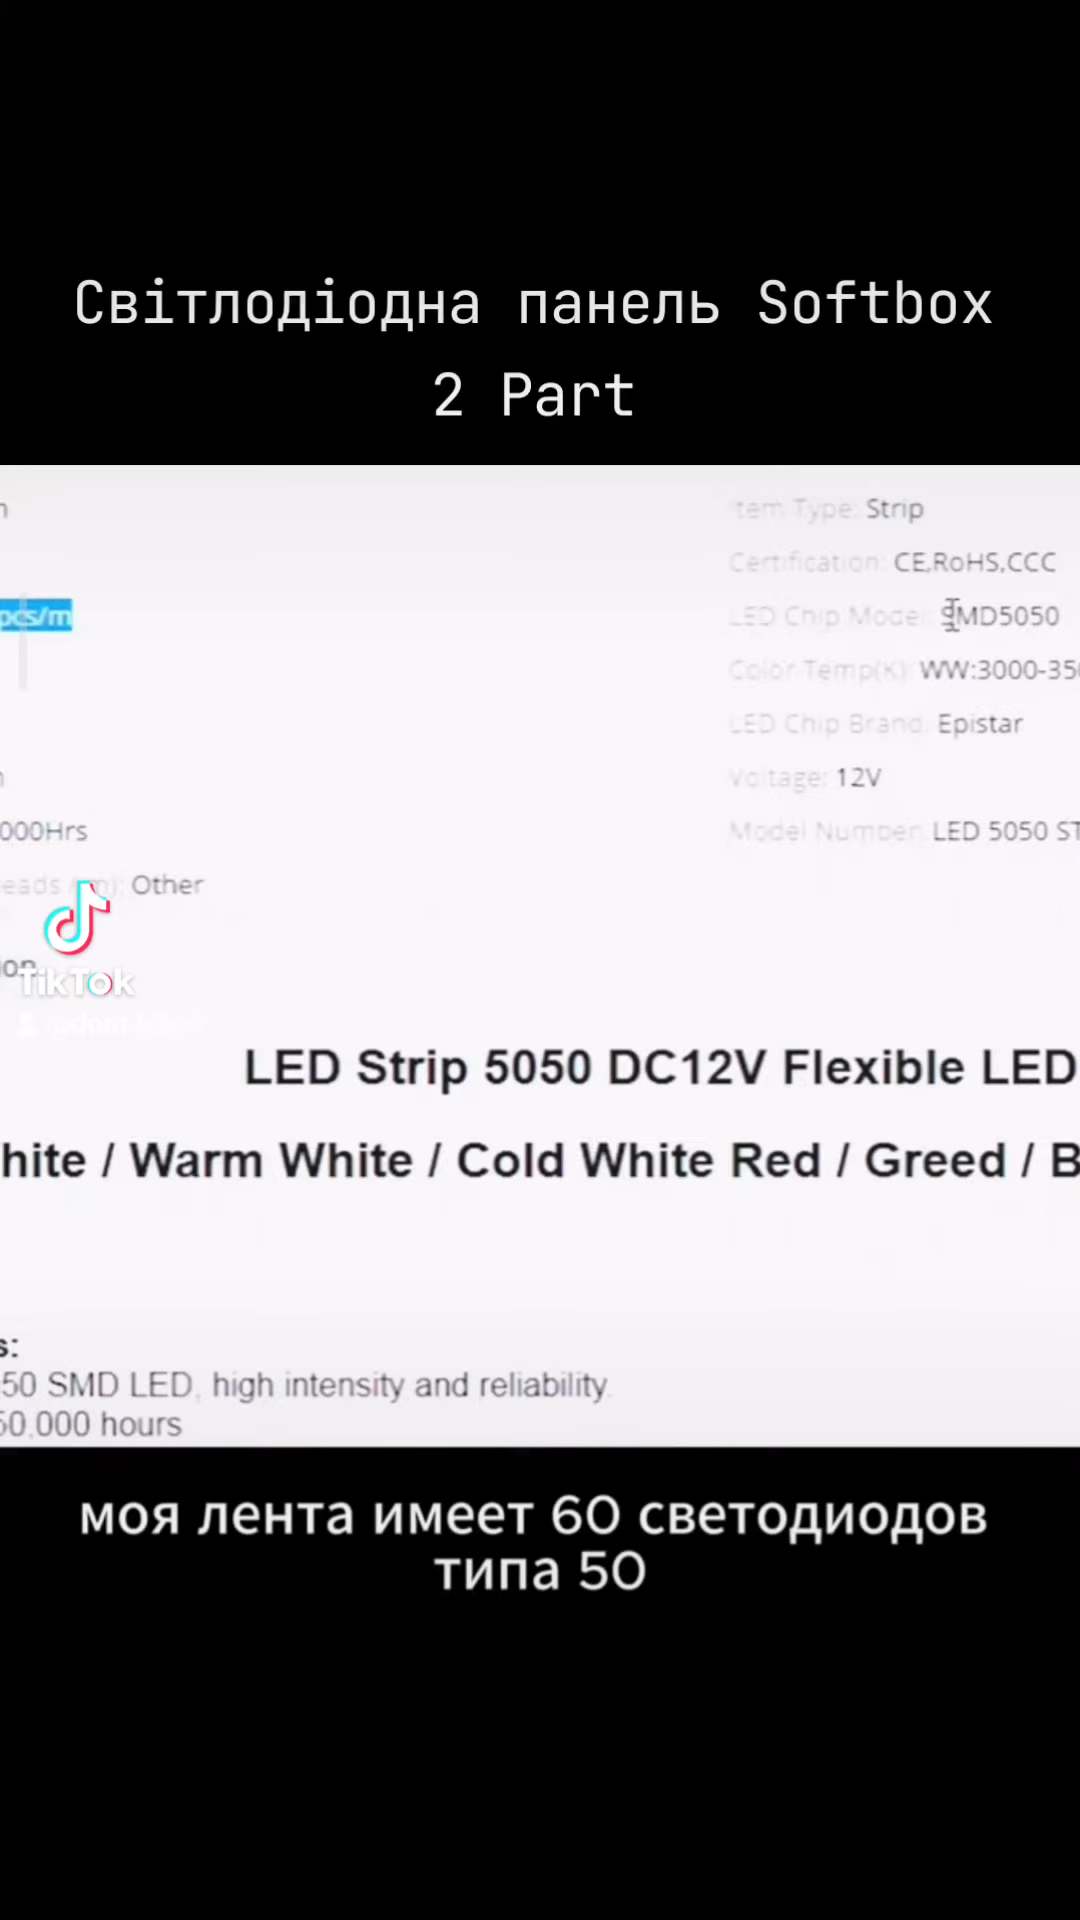 Світлодіодна панель Softbox
2 Part
Item Type: Strip
Certification: CE,RoHS,CCC
pcs/m
LED Chip Model: SMD5050
Color Temp(K): WW:3000-350
LED Chip Brand: Epistar
Voltage: 12V
000Hrs
Model Number: LED 5050 ST
eads /m): Other
TikTok
LED Strip 5050 DC12V Flexible LED
hite / Warm White / Cold White Red / Greed / B
s:
50 SMD LED, high intensity and reliability.
50,000 hours
моя лента имеет 60 светодиодов
типа 50